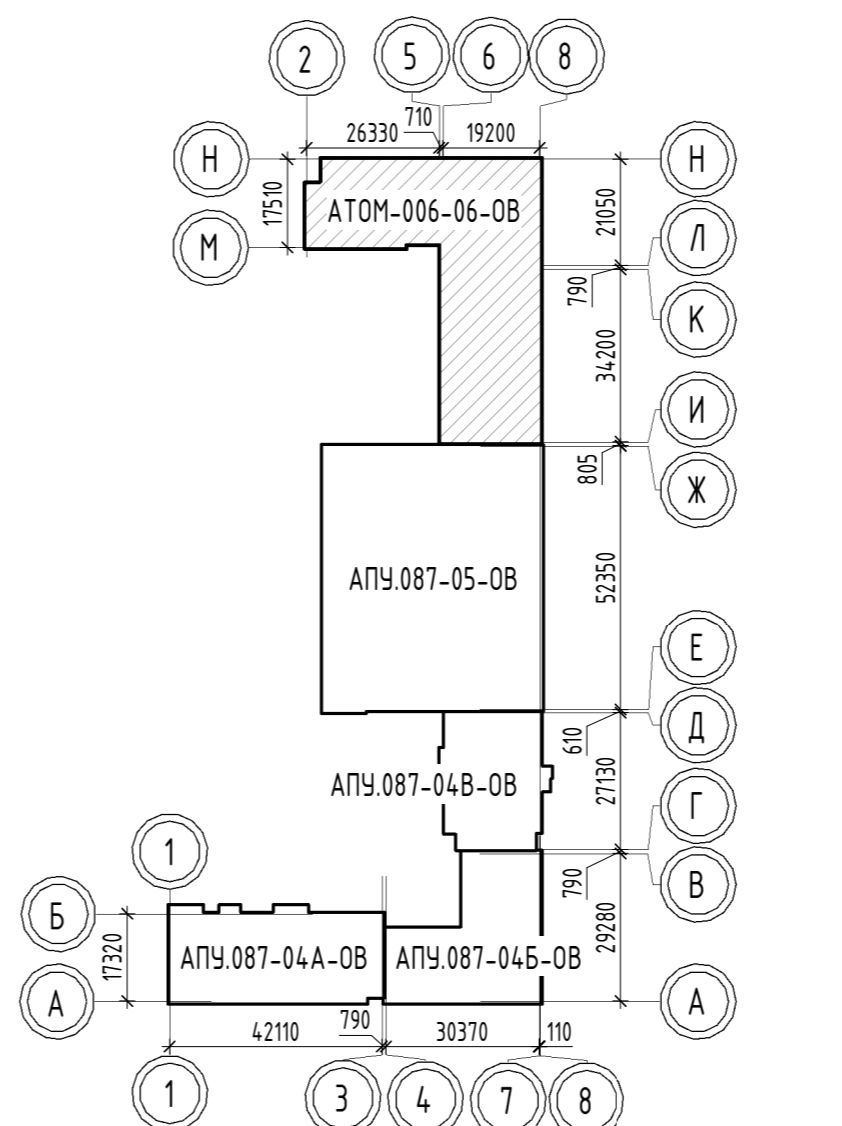 2
5
6
8
26330
710
19200
Н
Н
17510
АТОМ-006-06-ОВ
21050
М
Л
790
К
34200
И
805
Ж
АПУ.087-05-ОВ
52350
Е
610
Д
АПУ.087-04В-ОВ
27130
Г
1
790
В
Б
17320
АПУ.087-04А-ОВ
АПУ.087-04Б-ОВ
29280
А
А
42110
790
30370
110
1
3
4
7
8